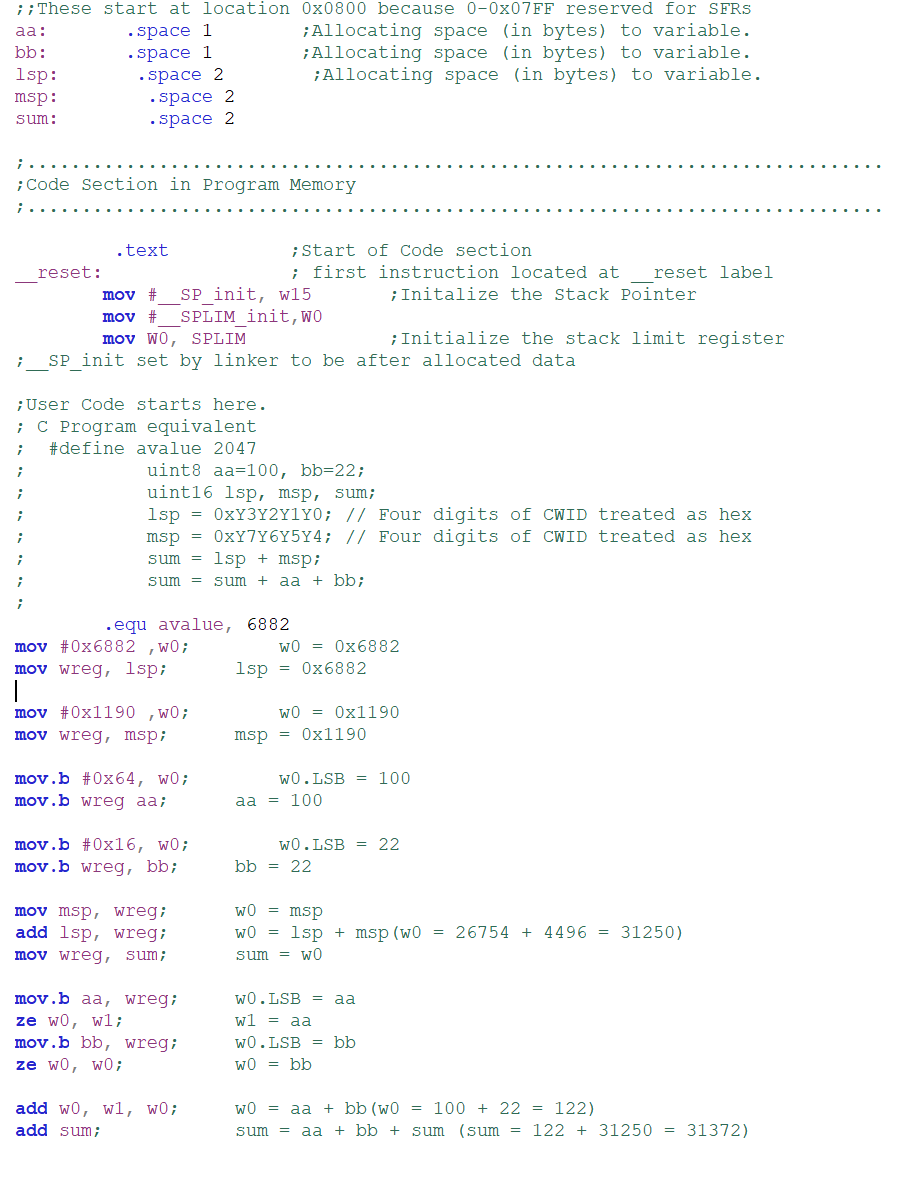 ;;These start at location 0x0800 because 0-0x07FF reserved for SFRs
aa: .space 1 ;Allocating space (in bytes) to variable.
bb: .space 1 ;Allocating space (in bytes) to variable.
lsp: .space 2 ;Allocating space (in bytes) to variable.
msp: .space 2
sum: .space 2
;..............................................................................
;Code Section in Program Memory
;..............................................................................
.text ;Start of Code section
__reset: ; first instruction located at __reset label
mov #__SP_init, w15 ;Initalize the Stack Pointer
mov #__SPLIM_init,W0
mov W0, SPLIM ;Initialize the stack limit register
;__SP_init set by linker to be after allocated data
;User Code starts here.
; C Program equivalent
; #define avalue 2047
; uint8 aa=100, bb=22;
; uint16 lsp, msp, sum;
; lsp = 0xY3Y2Y1Y0; // Four digits of CWID treated as hex
; msp = 0xY7Y6Y5Y4; // Four digits of CWID treated as hex
; sum = lsp + msp;
; sum = sum + aa + bb;
;
.equ avalue, 6882
mov #0x6882 ,w0; w0 = 0x6882
mov wreg, lsp; lsp = 0x6882
mov #0x1190 ,w0; w0 = 0x1190
mov wreg, msp; msp = 0x1190
mov.b #0x64, w0; w0.LSB = 100
mov.b wreg aa; aa = 100
mov.b #0x16, w0; w0.LSB = 22
mov.b wreg, bb; bb = 22
mov msp, wreg; w0 = msp
add lsp, wreg; w0 = lsp + msp(w0 = 26754 + 4496 = 31250)
mov wreg, sum; sum = w0
mov.b aa, wreg; w0.LSB = aa
ze w0, w1; w1 = aa
mov.b bb, wreg; w0.LSB = bb
ze w0, w0; w0 = bb
add w0, w1, w0; w0 = aa + bb(w0 = 100 + 22 = 122)
add sum; sum = aa + bb + sum (sum = 122 + 31250 = 31372)